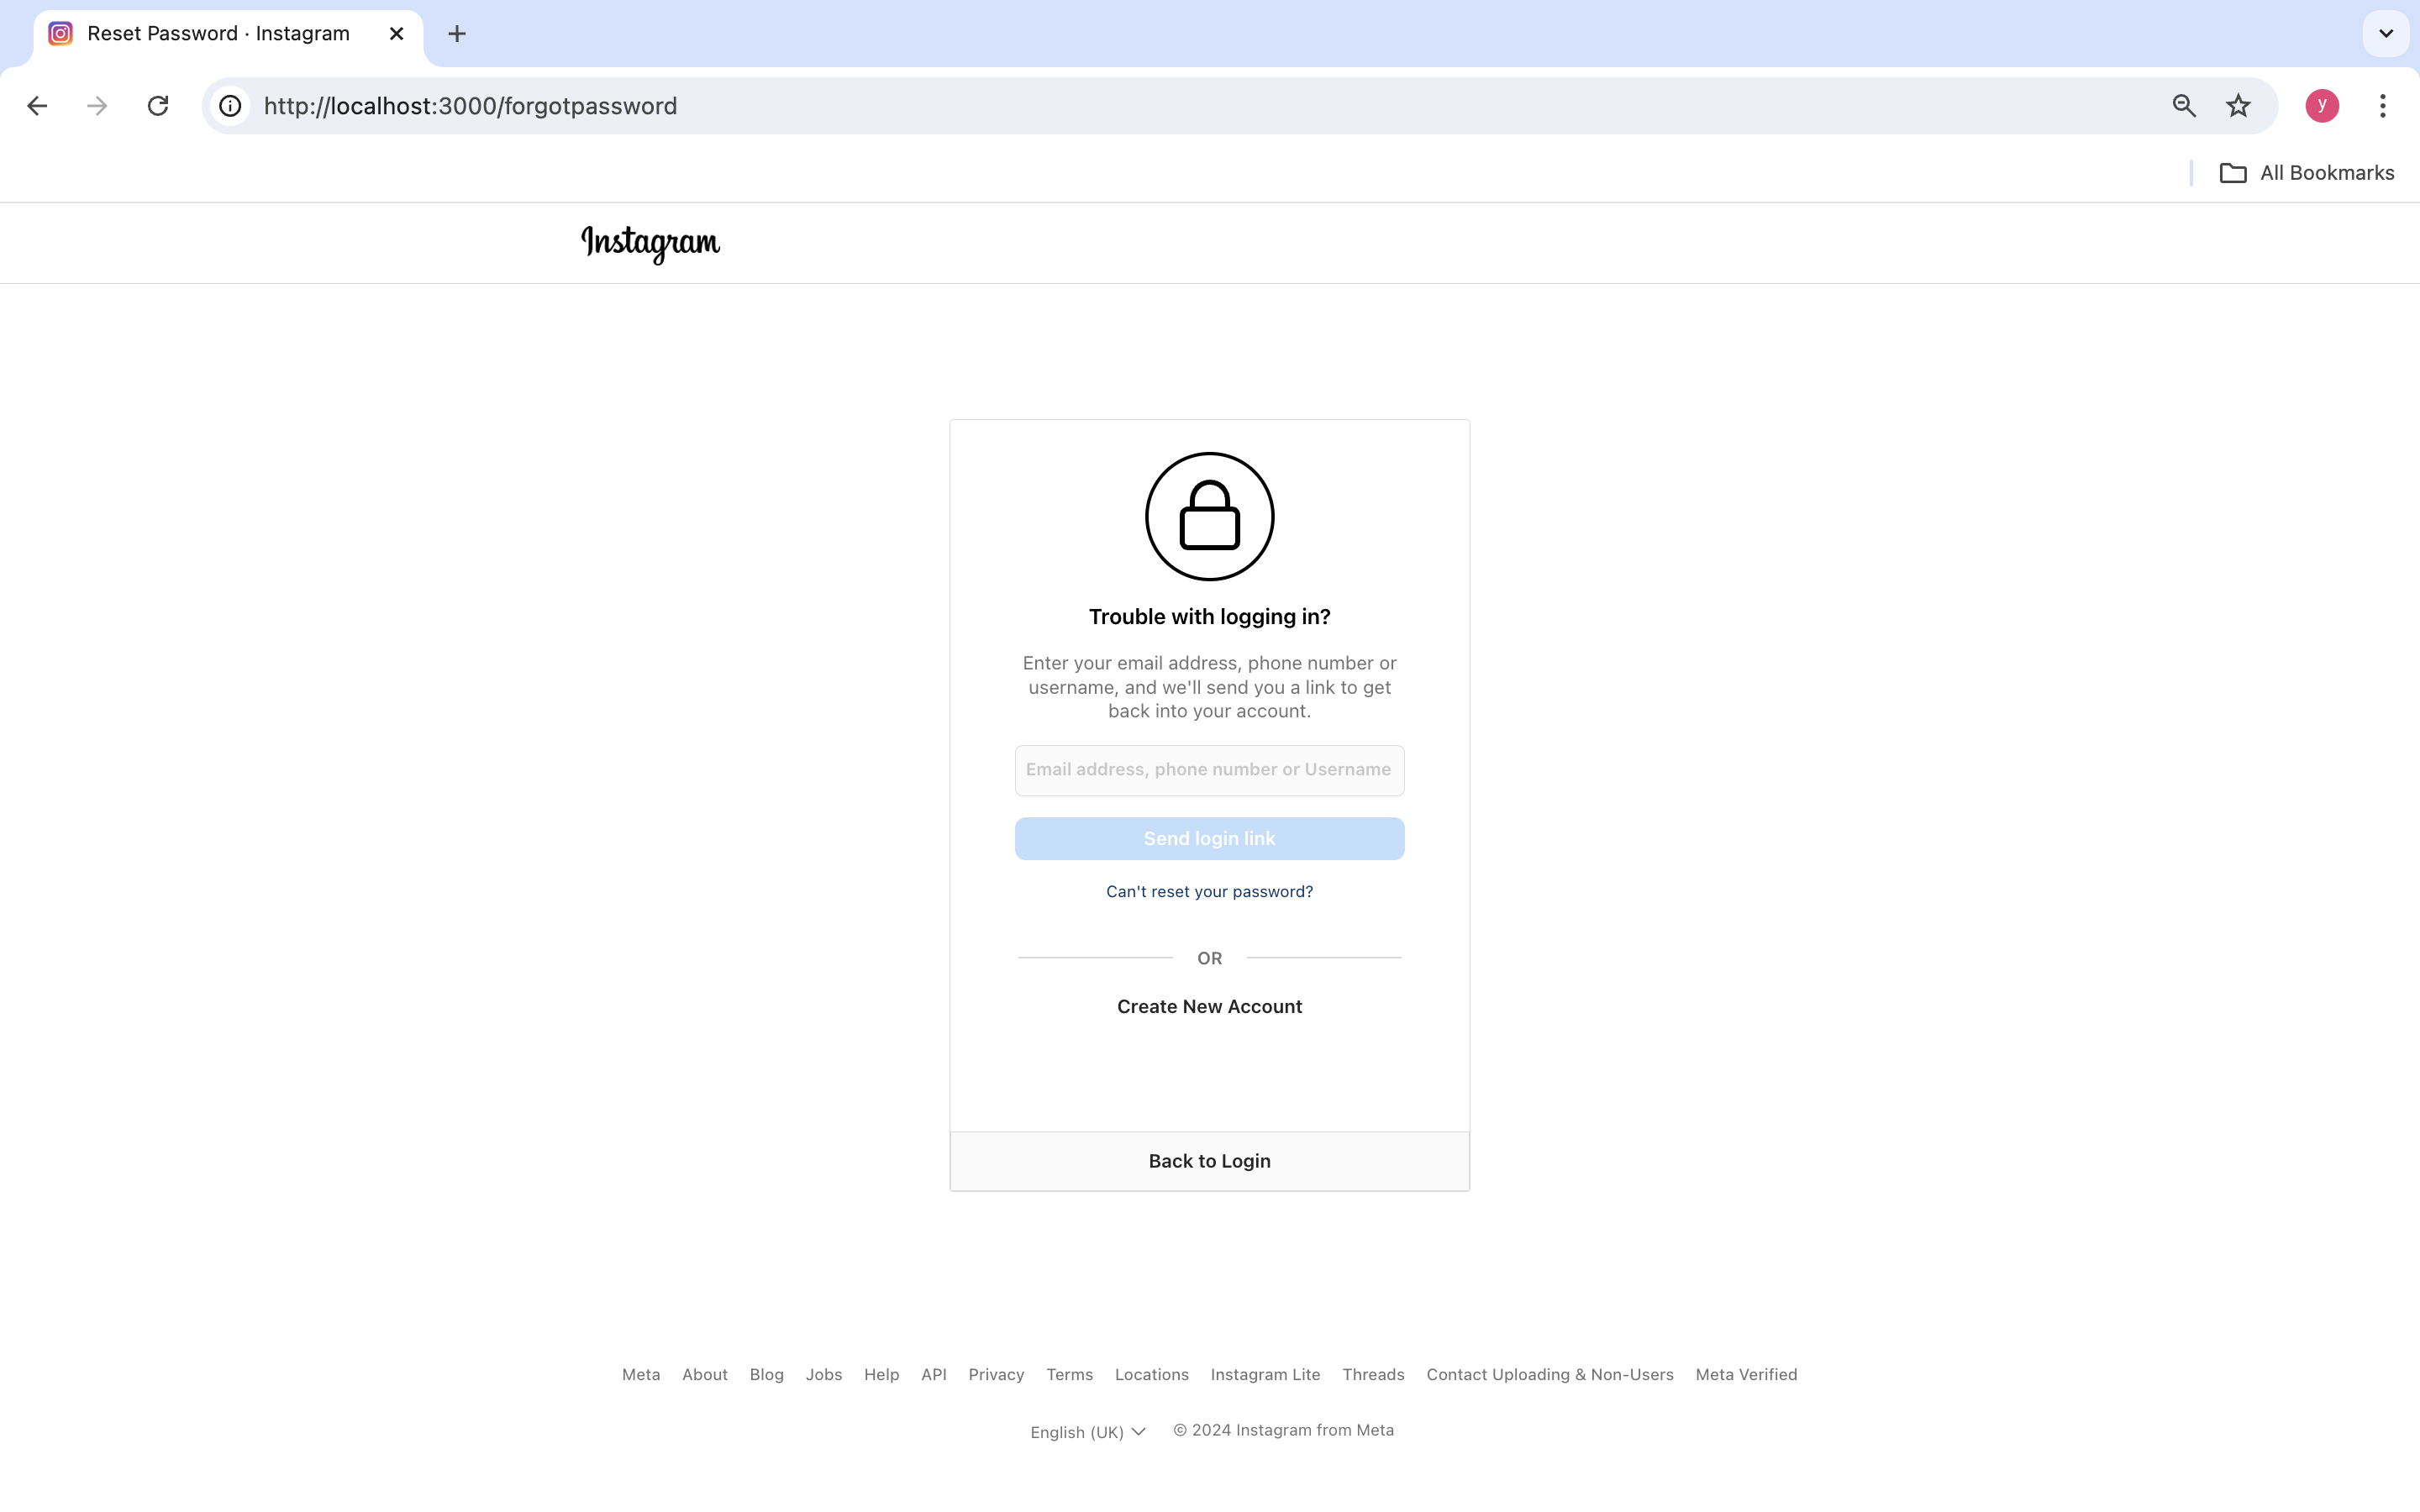 Reset Password · Instagram
http://localhost:3000/forgotpassword
y
All Bookmarks
Instagram
Trouble with logging in?
Enter your email address, phone number or
username, and we'll send you a link to get
back into your account.
Email address, phone number or Username
Send login link
Can't reset your password?
OR
Create New Account
Back to Login
Meta About Blog Jobs Help API Privacy Terms Locations Instagram Lite Threads Contact Uploading & Non-Users Meta Verified
English (UK) © 2024 Instagram from Meta